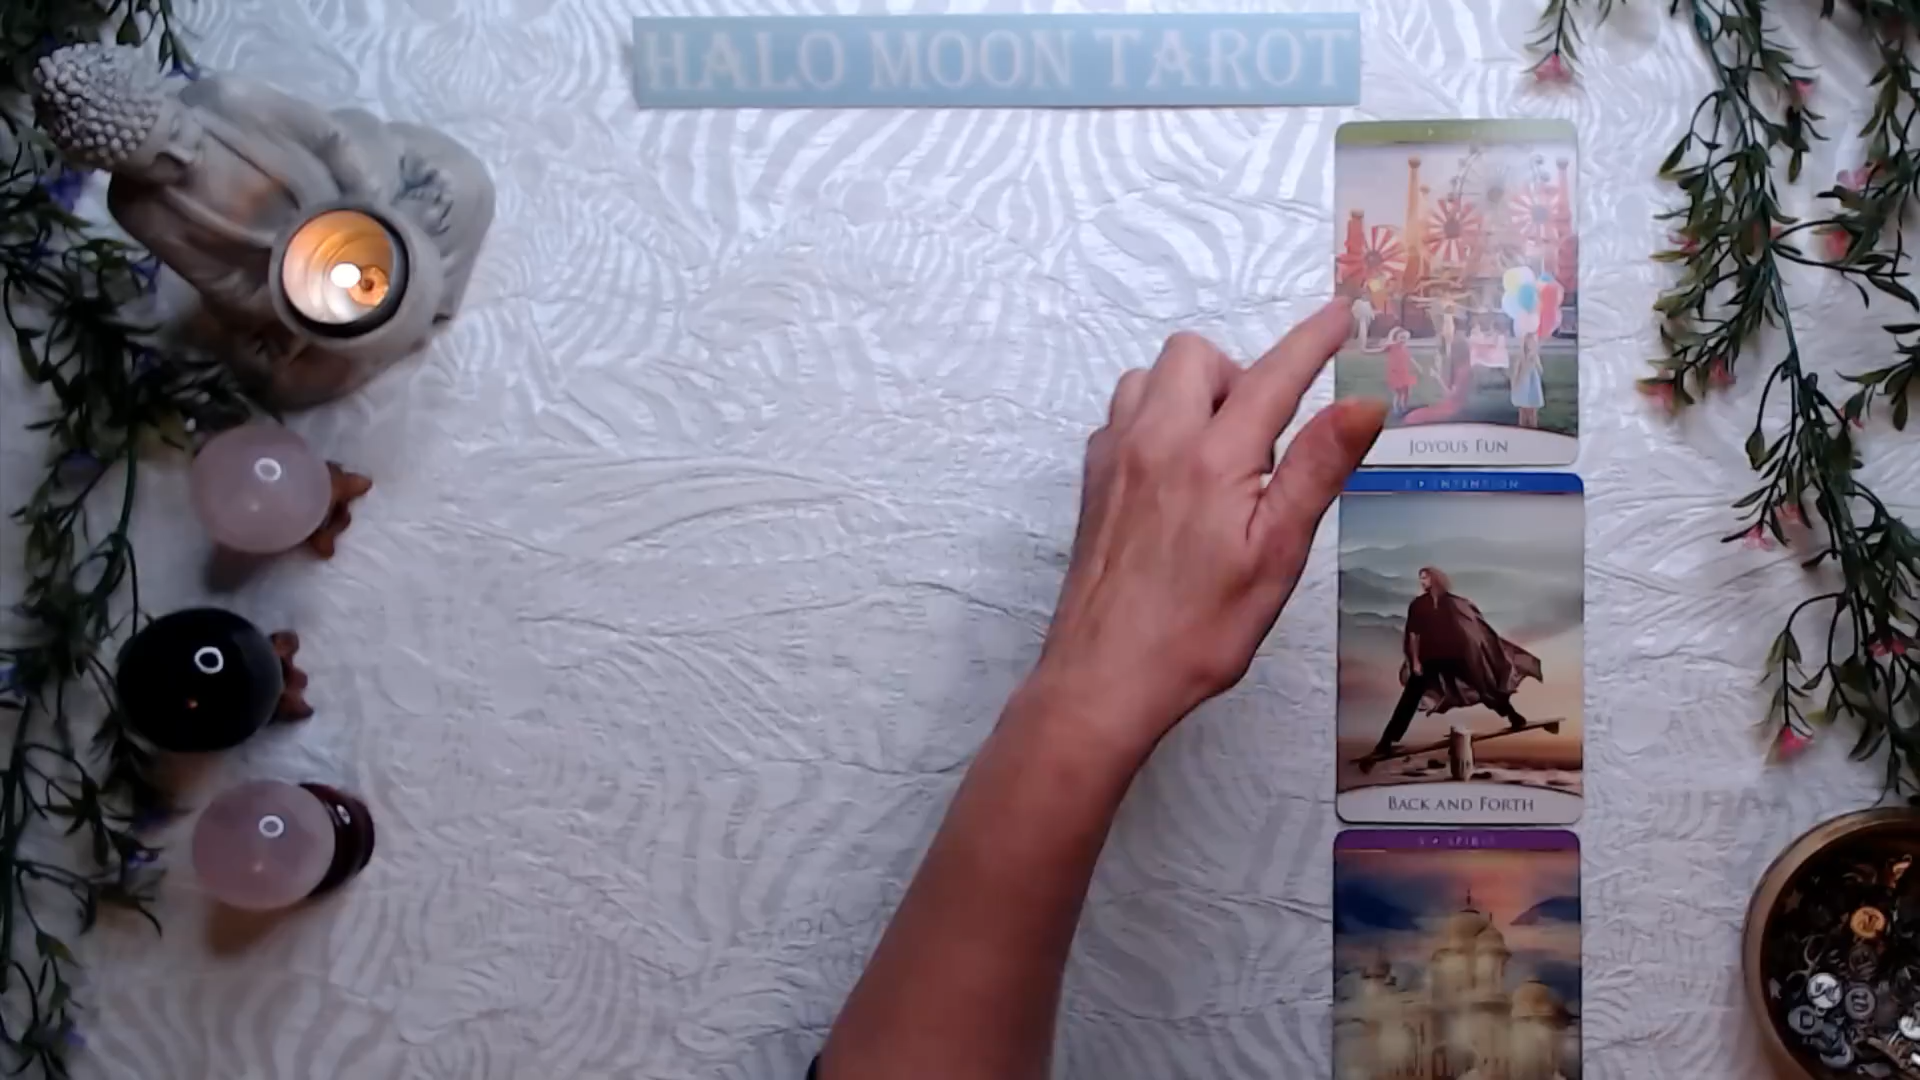 HALO MOON TAROT
JOYOUS FUN
INTENTION
BACK AND FORTH
SPIRIT